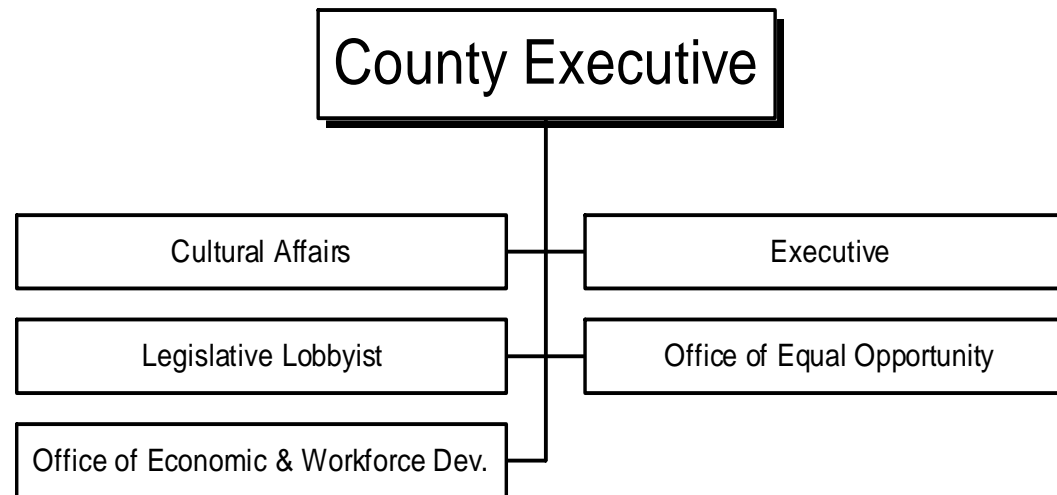 County Executive
Cultural Affairs
Executive
Legislative Lobbyist
Office of Equal Opportunity
Office of Economic & Workforce Dev.